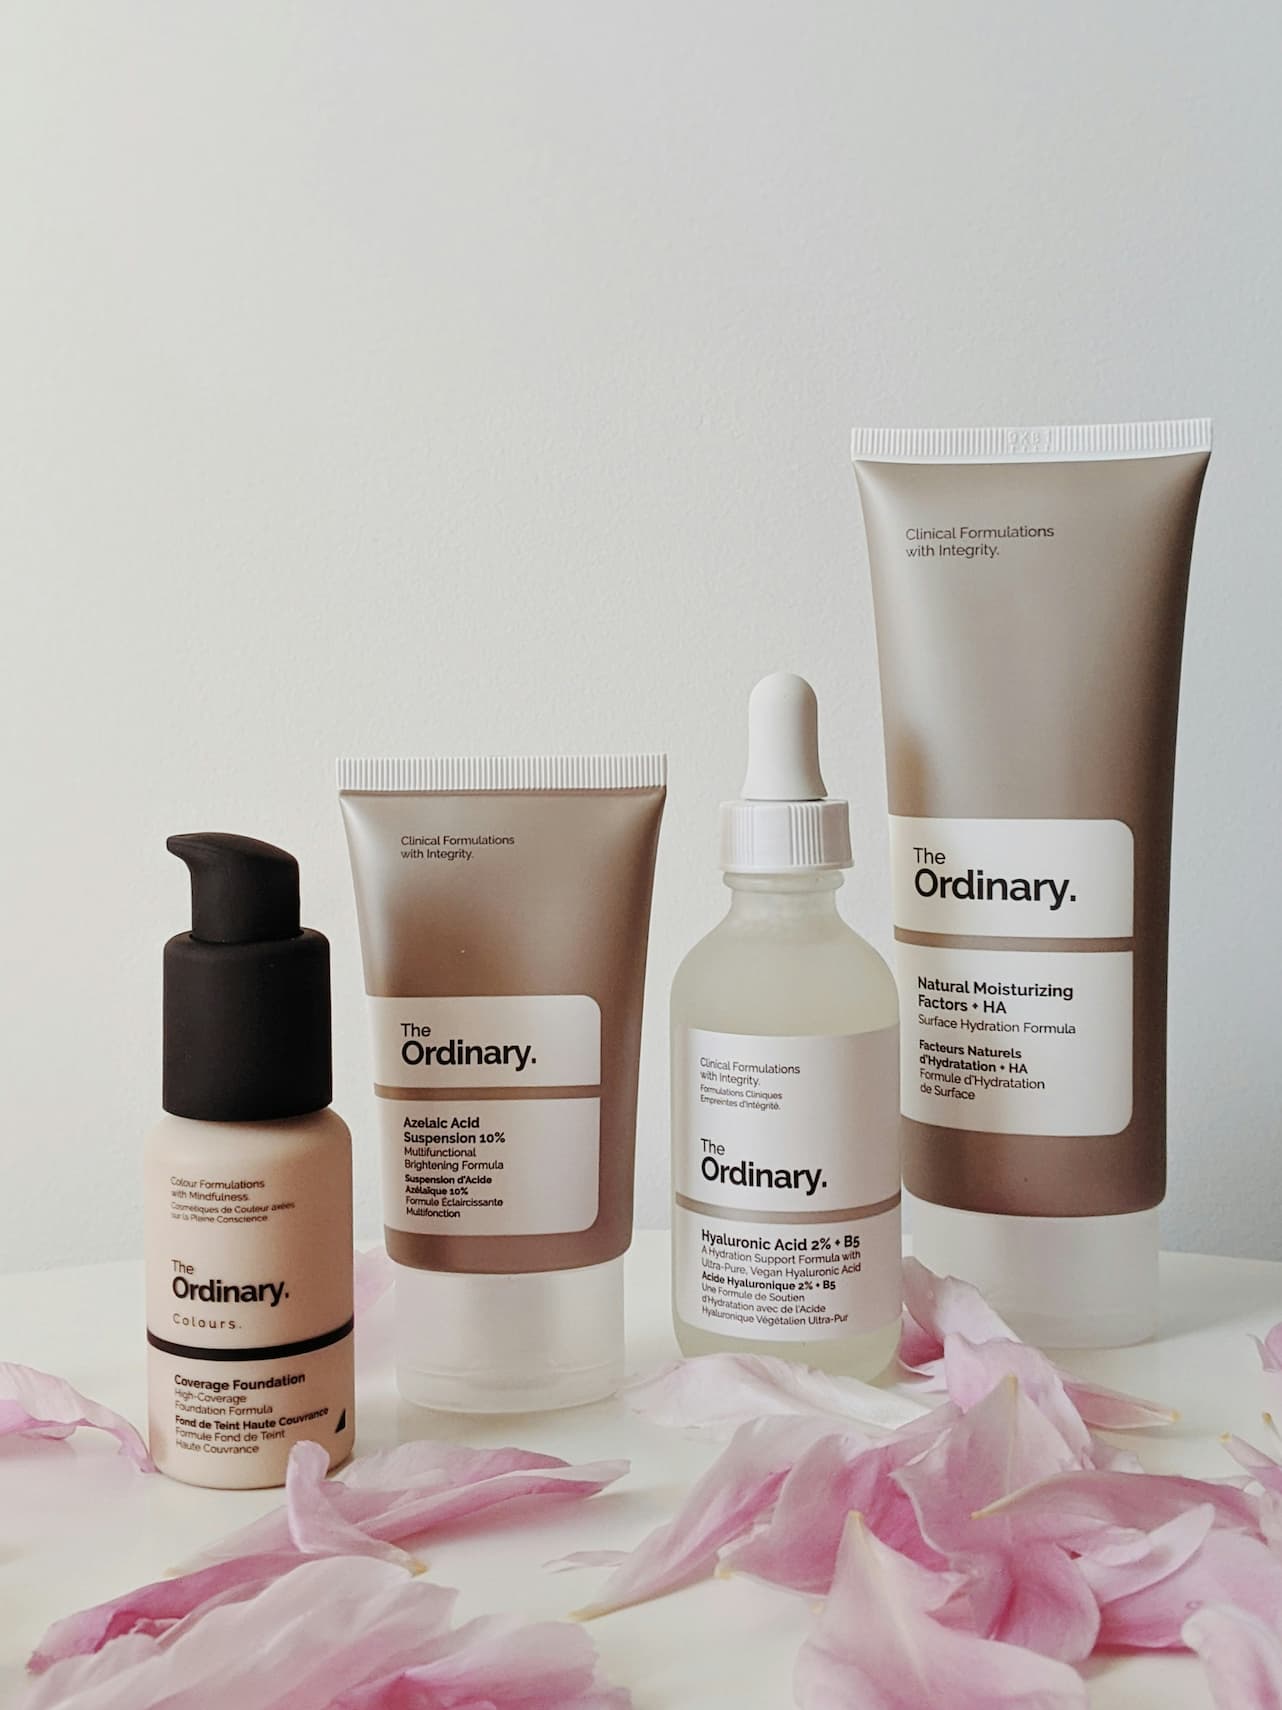 Colour Formulations
with Mindfulness.
Cosmétiques de Couleur axées
sur la Pleine Conscience.
The
Ordinary.
Colours.
Coverage Foundation
High-Coverage
Foundation Formula
Fond de Teint Haute Couvrance
Formule Fond de Teint
Haute Couvrance
Clinical Formulations
with Integrity.
The
Ordinary.
Azelaic Acid
Suspension 10%
Multifunctional
Brightening Formula
Suspension d'Acide
Azélaïque 10%
Formule Éclaircissante
Multifonction
Clinical Formulations
with Integrity.
Formulations Cliniques
Empreintes d'Intégrité.
The
Ordinary.
Hyaluronic Acid 2% + B5
A Hydration Support Formula with
Ultra-Pure, Vegan Hyaluronic Acid
Acide Hyaluronique 2% + B5
Une Formule de Soutien
d'Hydratation avec de l'Acide
Hyaluronique Végétalien Ultra-Pur
Clinical Formulations
with Integrity.
The
Ordinary.
Natural Moisturizing
Factors + HA
Surface Hydration Formula
Facteurs Naturels
d'Hydratation + HA
Formule d'Hydratation
de Surface